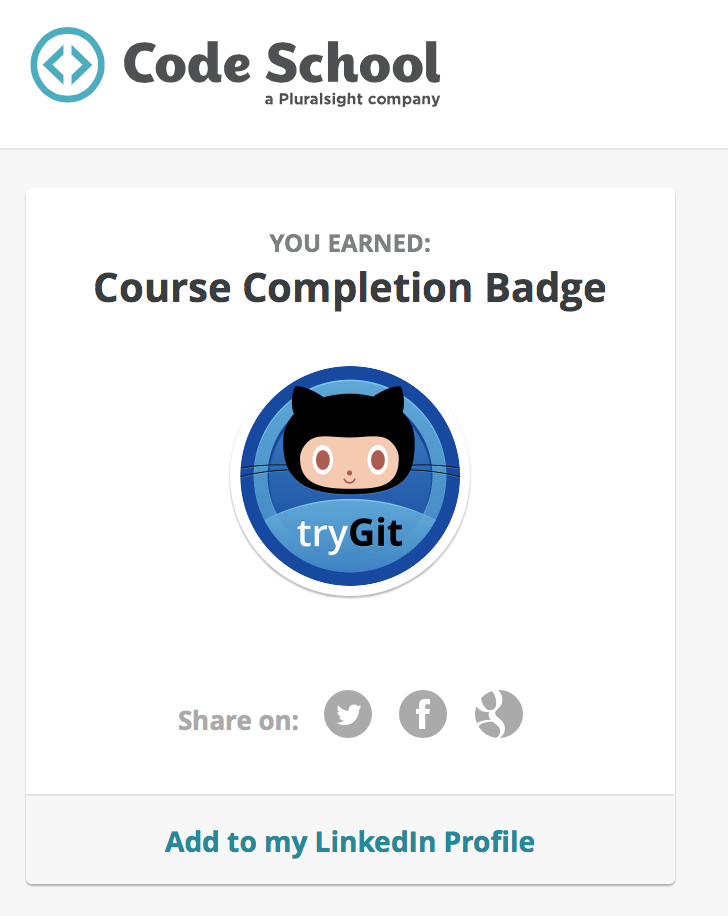 Code School
a Pluralsight company
YOU EARNED:
Course Completion Badge
tryGit
Share on:
Add to my LinkedIn Profile